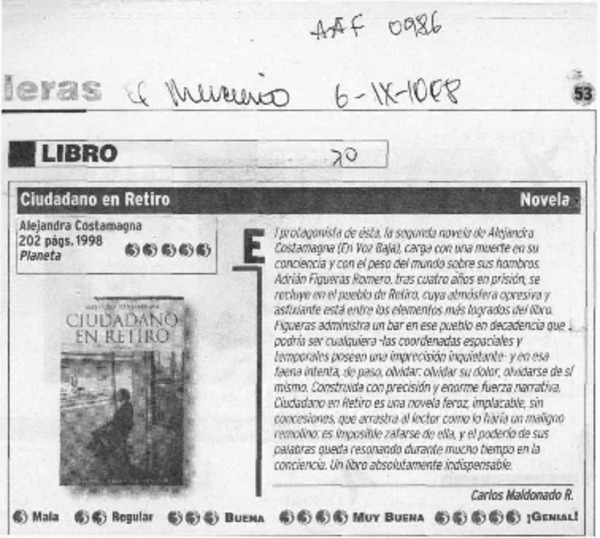 AAF 0986
leras
El Mercurio 6-IX-
53
LIBRO
20
Ciudadano en Retiro Novela
Alejandra Costamagna
202 págs. 1998
Planeta
El protagonista de ésta, la segunda novela de Alejandra
Costamagna (En Voz Baja), carga con una muerte en su
conciencia y con el peso del mundo sobre sus hombros.
Adrián Figueras Romero, tras cuatro años en prisión, se
recluye en el pueblo de Retiro, cuya atmósfera opresiva y
asfixiante está entre los elementos más logrados del libro.
Figueras administra un bar en ese pueblo en decadencia que
podría ser cualquiera -las coordenadas espaciales y
temporales poseen una imprecisión inquietante- y en esa
faena intenta, de paso, olvidar: olvidar su dolor, olvidarse de sí
mismo. Construida con precisión y enorme fuerza narrativa,
Ciudadano en Retiro es una novela feroz, implacable, sin
concesiones, que arrastra al lector como lo haría un maligno
remolino: es imposible zafarse de ella, y el poderío de sus
palabras queda resonando durante mucho tiempo en la
conciencia. Un libro absolutamente indispensable.
Carlos Maldonado R.
CIUDADANO
EN RETIRO
Mala Regular BUENA MUY BUENA ¡GENIAL!